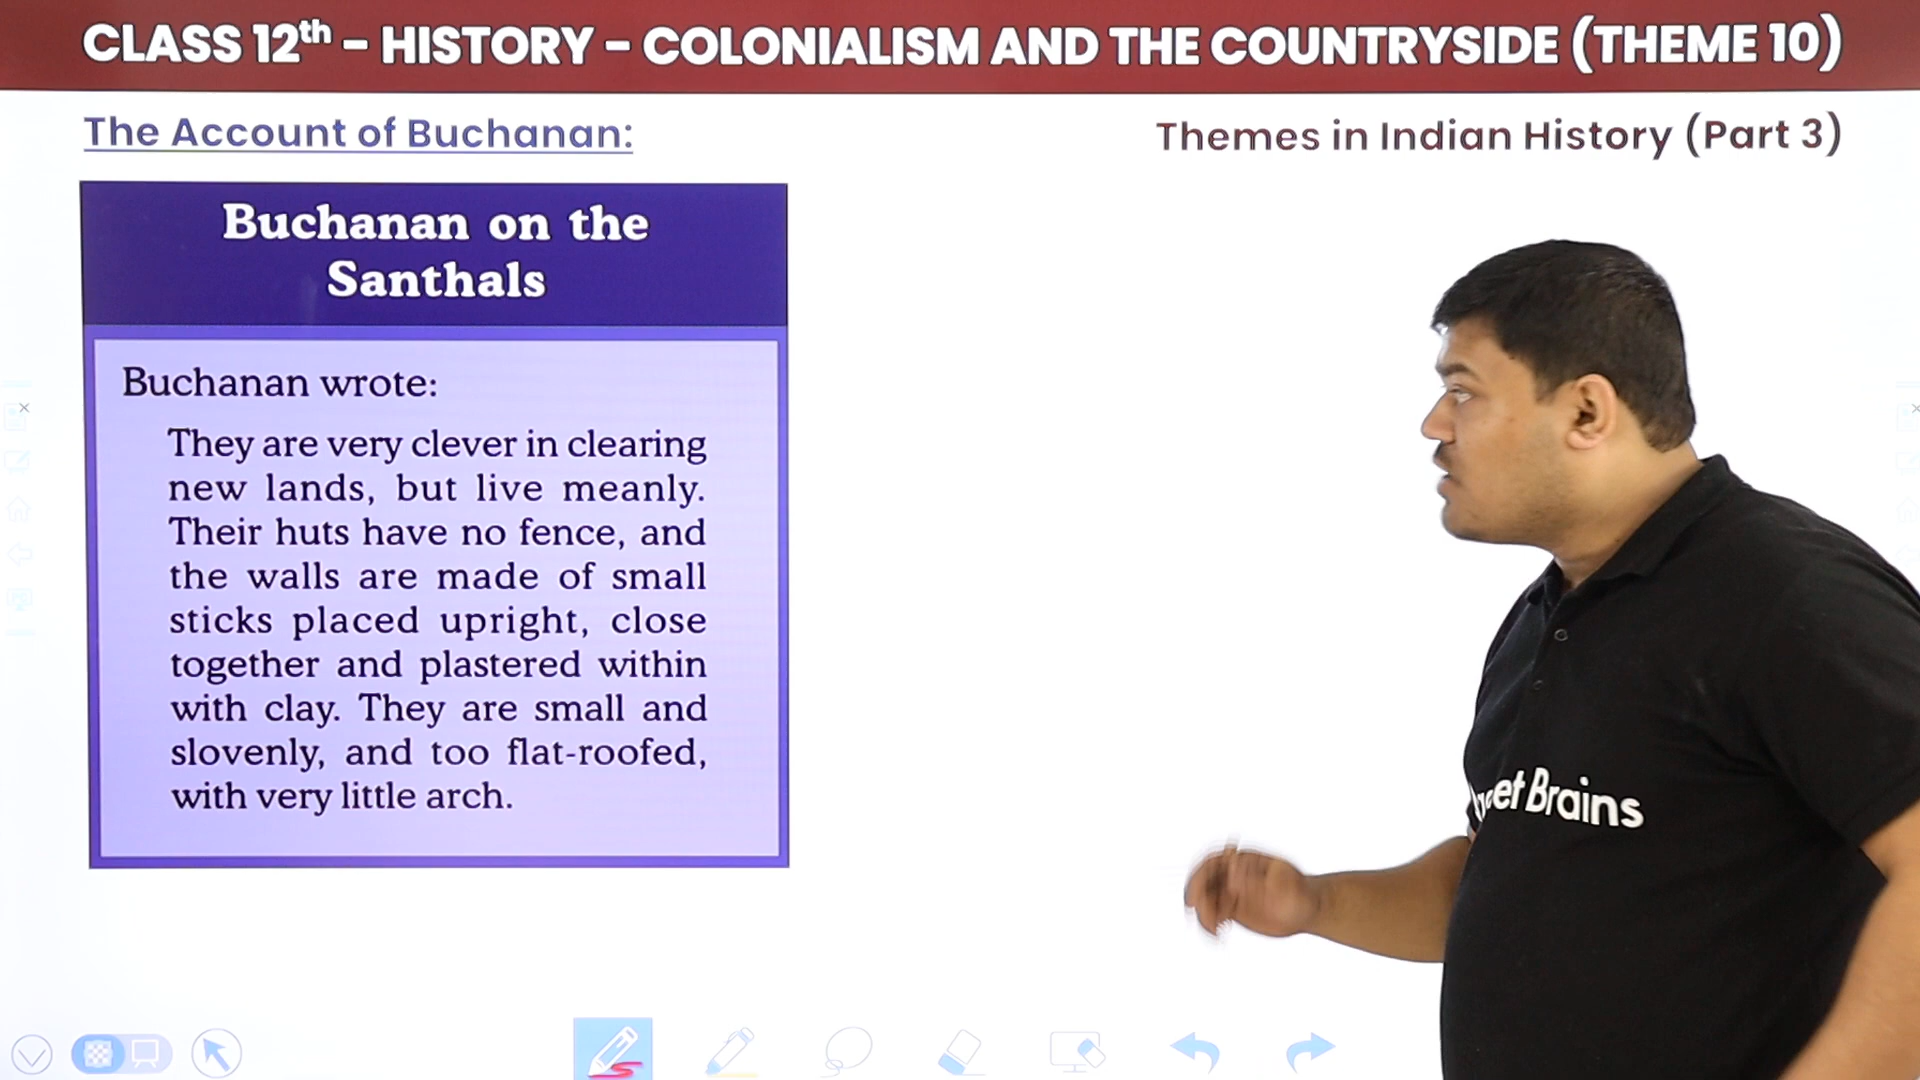 CLASS 12th – HISTORY – COLONIALISM AND THE COUNTRYSIDE (THEME 10)
The Account of Buchanan:
Themes in Indian History (Part 3)
Buchanan on the
Santhals
Buchanan wrote:
They are very clever in clearing
new lands, but live meanly.
Their huts have no fence, and
the walls are made of small
sticks placed upright, close
together and plastered within
with clay. They are small and
slovenly, and too flat-roofed,
with very little arch.
Brains